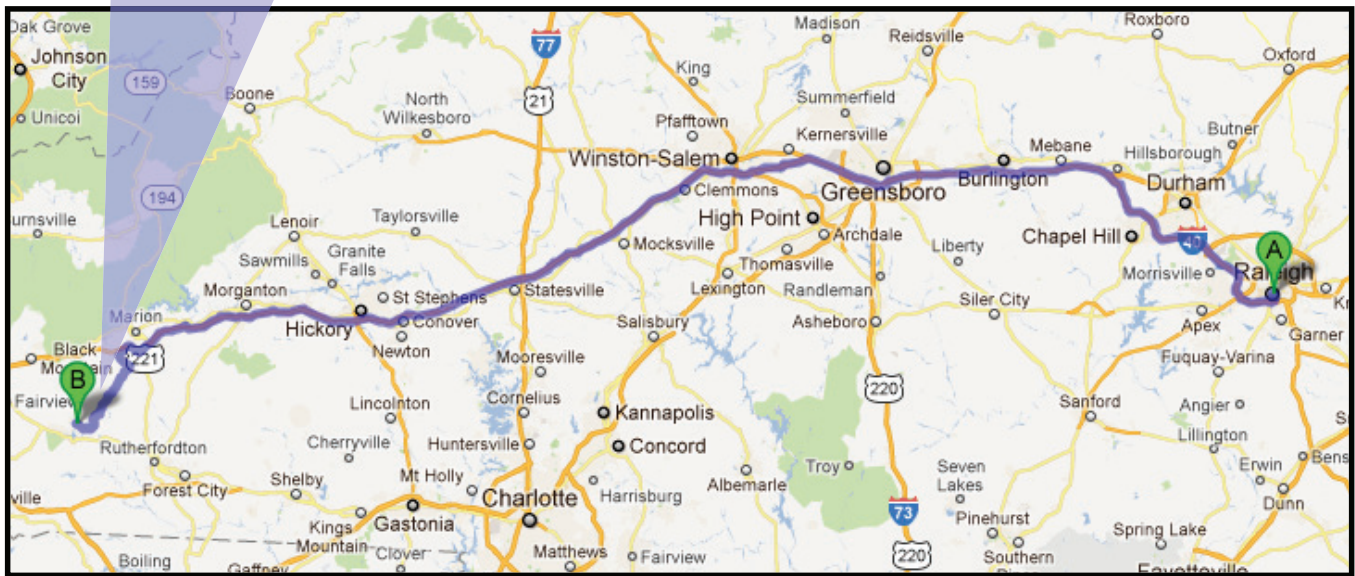 Oak Grove
Johnson
City
159
Unicoi
Boone
194
77
21
North
Wilkesboro
Madison
Reidsville
Roxboro
Oxford
King
Summerfield
Pfafftown
Kernersville
Winston-Salem
Greensboro
Burlington
Mebane
Hillsborough
Butner
Durham
Clemmons
High Point
Archdale
Thomasville
Lexington
Randleman
Liberty
Chapel Hill
40
Morrisville
A
Raleigh
Mocksville
Taylorsville
Lenoir
Granite
Falls
Sawmills
Morganton
St Stephens
Statesville
Hickory
Conover
Newton
Marion
221
Black
Mountain
B
Fairview
urnsville
Salisbury
Mooresville
Asheboro
Siler City
Apex
Garner
Kn
Fuquay-Varina
220
Lincolnton
Cornelius
Kannapolis
Concord
Huntersville
Cherryville
Rutherfordton
Forest City
Shelby
Mt Holly
Charlotte
Harrisburg
Albemarle
Troy
Seven
Lakes
Sanford
Angier
Lillington
Erwin
Bens
Dunn
S
ville
Kings
Mountain
Gastonia
73
Pinehurst
Spring Lake
Boiling
Gaffney
Clover
Matthews
Fairview
220
Southern
Fayetteville